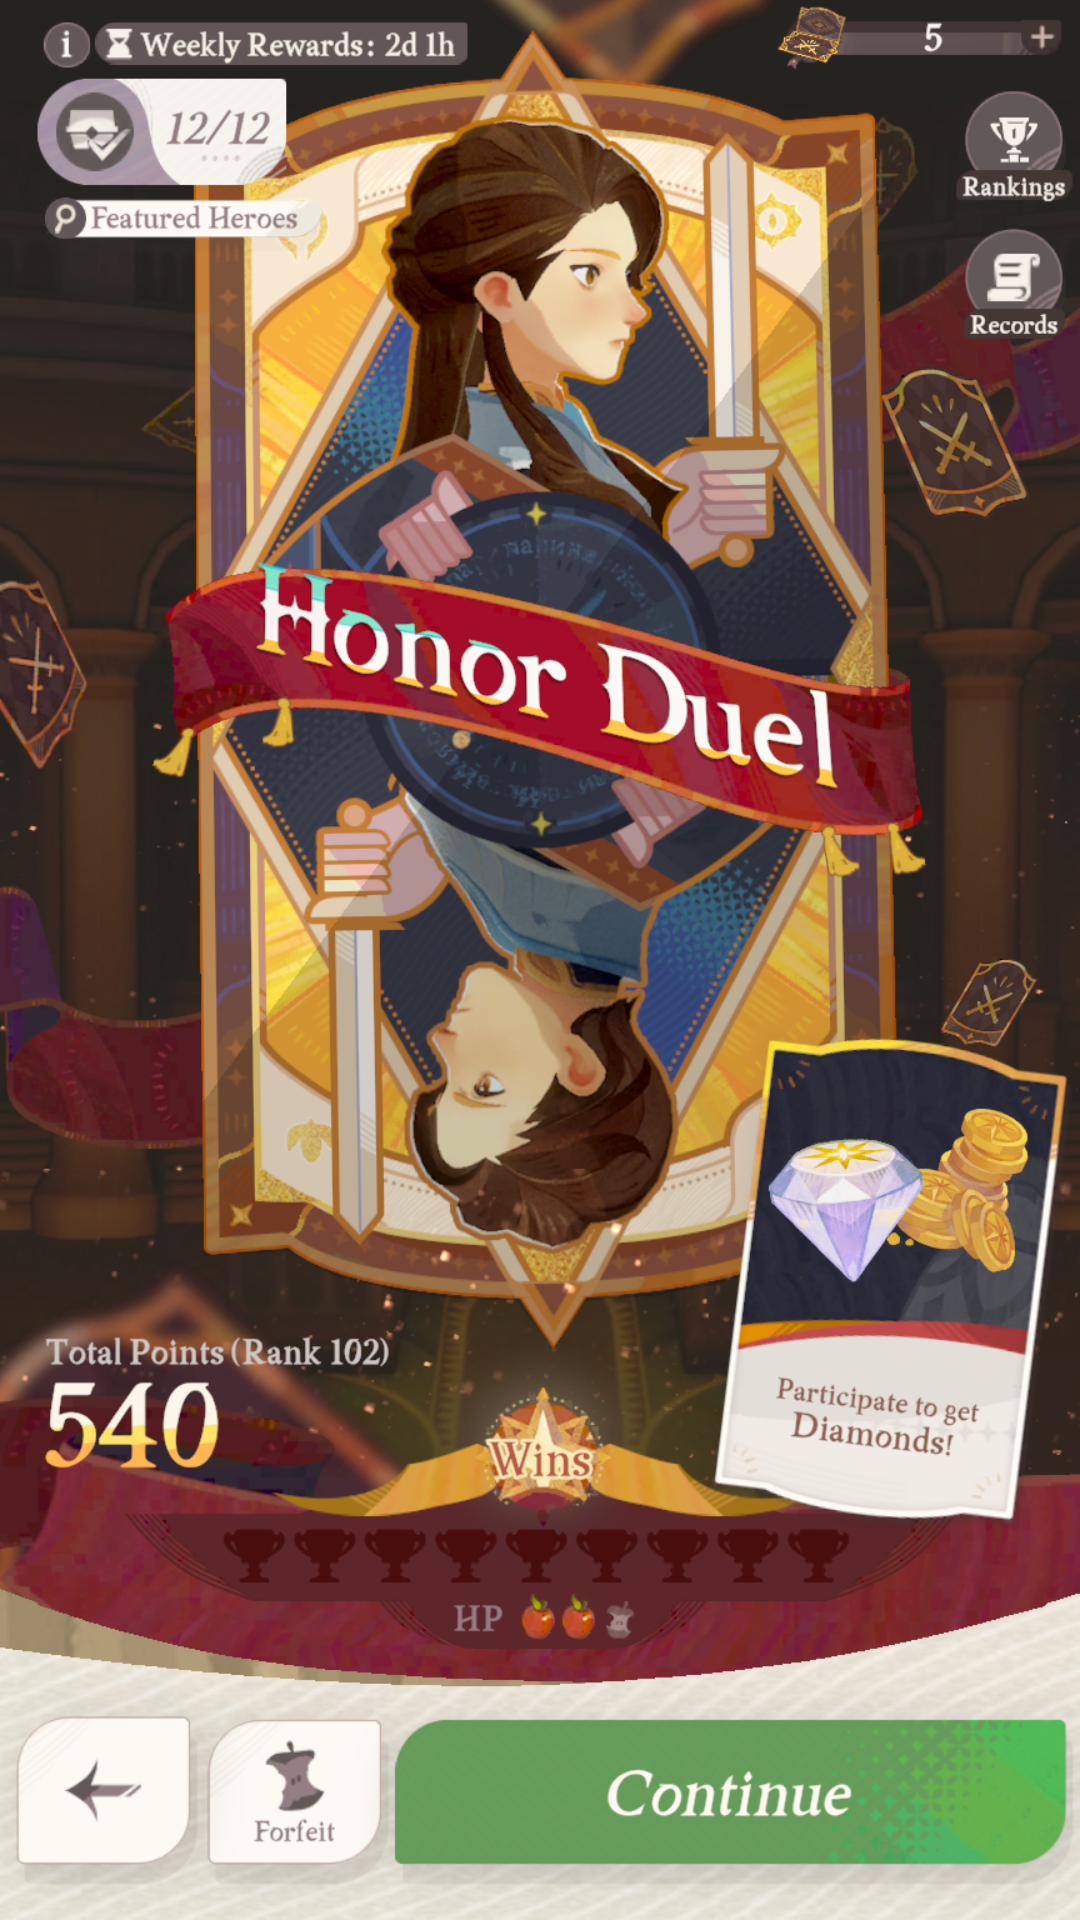 Weekly Rewards: 2d 1h
5
12/12
Rankings
Featured Heroes
Records
Honor Duel
Total Points (Rank 102)
540
Participate to get
Diamonds!
Wins
HP
Continue
Forfeit